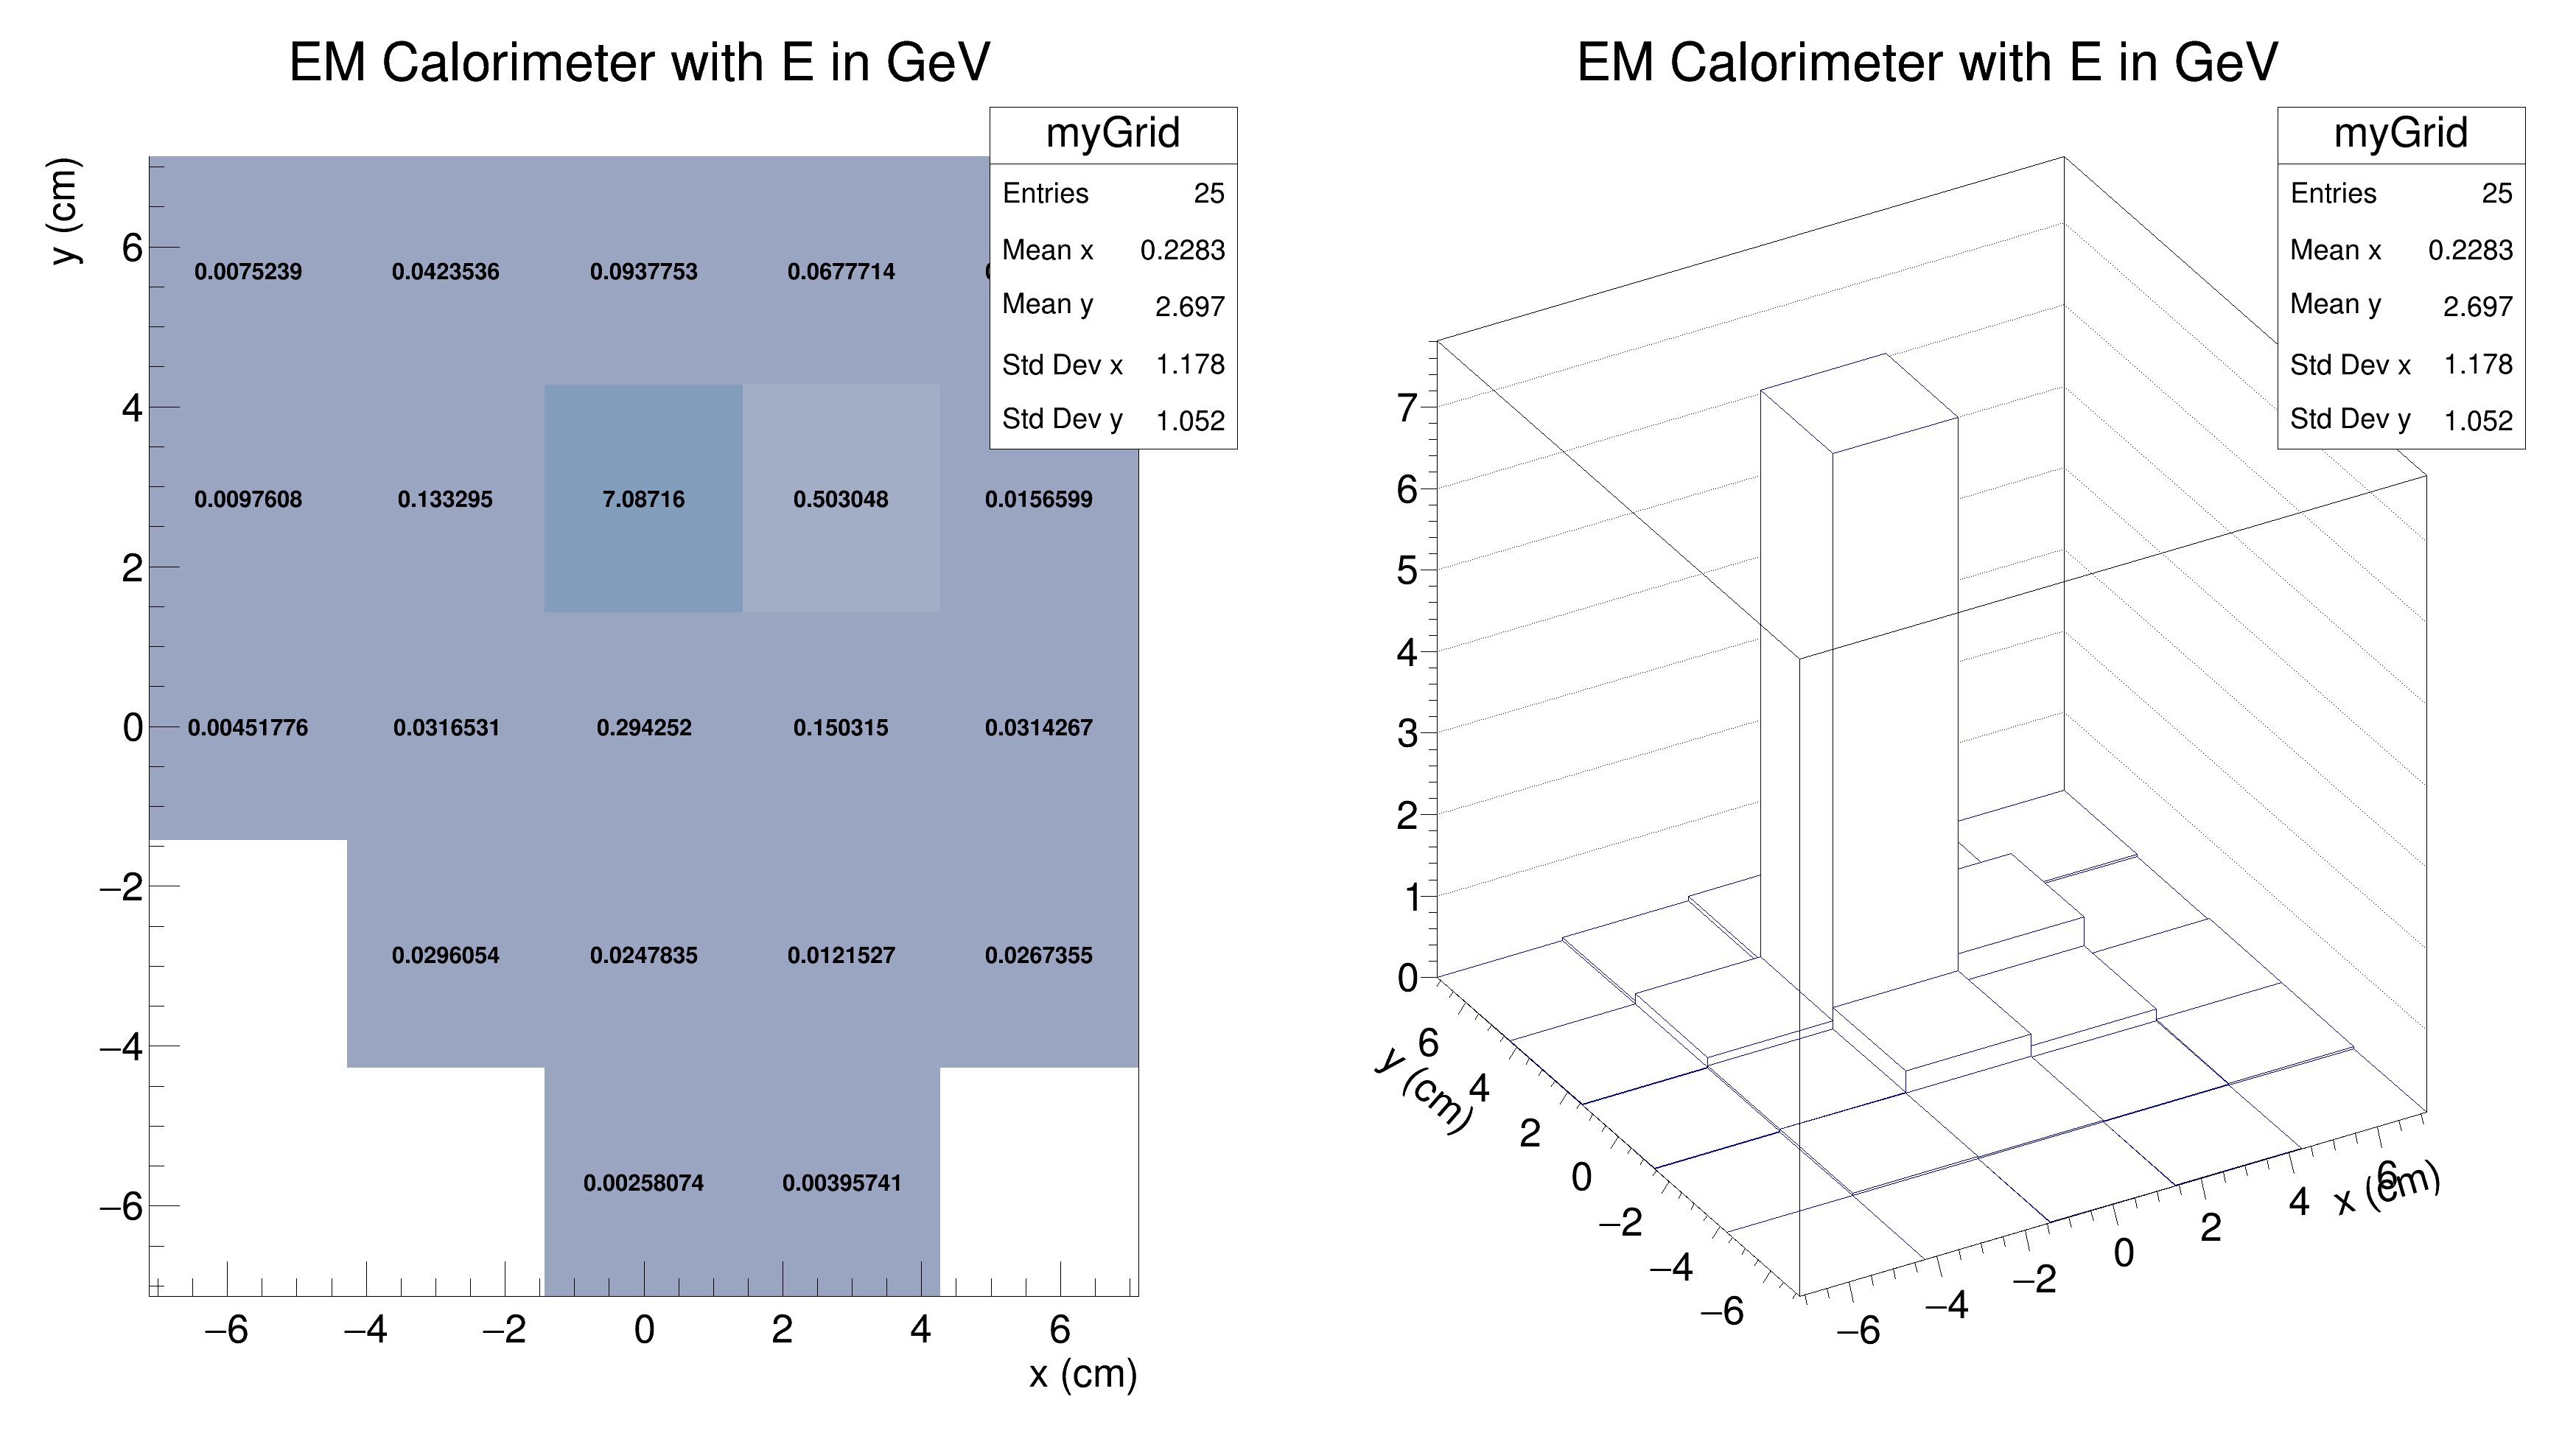 EM Calorimeter with E in GeV
myGrid
Entries 25
Mean x 0.2283
Mean y 2.697
Std Dev x 1.178
Std Dev y 1.052
y (cm)
6
4
2
0
−2
−4
−6
0.0075239 0.0423536 0.0937753 0.0677714
0.0097608 0.133295 7.08716 0.503048 0.0156599
0.00451776 0.0316531 0.294252 0.150315 0.0314267
0.0296054 0.0247835 0.0121527 0.0267355
0.00258074 0.00395741
−6 −4 −2 0 2 4 6
x (cm)
EM Calorimeter with E in GeV
myGrid
Entries 25
Mean x 0.2283
Mean y 2.697
Std Dev x 1.178
Std Dev y 1.052
7
6
5
4
3
2
1
0
6
4
2
0
−2
−4
−6
y (cm)
−6
−4
−2
0
2
4
6
x (cm)